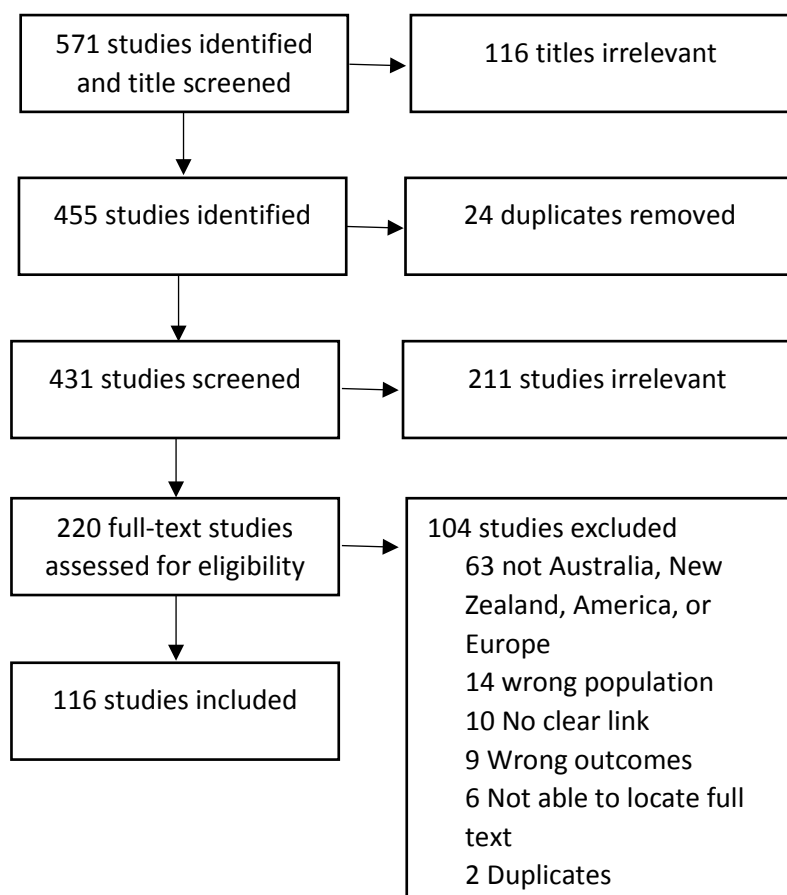 571 studies identified
and title screened
116 titles irrelevant
455 studies identified
24 duplicates removed
431 studies screened
211 studies irrelevant
220 full-text studies
assessed for eligibility
104 studies excluded
63 not Australia, New
Zealand, America, or
Europe
14 wrong population
10 No clear link
9 Wrong outcomes
6 Not able to locate full
text
2 Duplicates
116 studies included